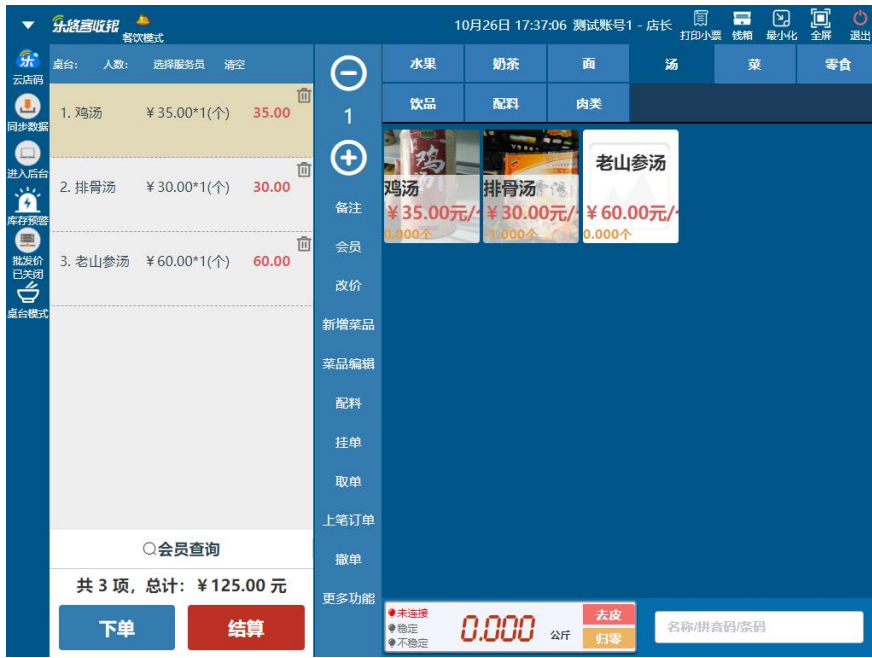 乐悠客收银
餐饮模式
10月26日 17:37:06 测试账号1 - 店长
打印小票
钱箱
最小化
全屏
退出
云店码
同步数据
进入后台
库存预警
批发价
已关闭
桌台模式
桌台: 人数: 选择服务员 清空
1. 鸡汤 ￥35.00*1(个) 35.00
2. 排骨汤 ￥30.00*1(个) 30.00
3. 老山参汤 ￥60.00*1(个) 60.00
会员查询
共 3 项, 总计: ￥125.00 元
下单
结算
1
备注
会员
改价
新增菜品
菜品编辑
配料
挂单
取单
上笔订单
撤单
更多功能
水果 奶茶 面 汤 菜 零食
饮品 配料 肉类
鸡
鸡汤
￥35.00元/
0.000个
排骨汤
￥30.00元/
-1.000个
老山参汤
￥60.00元/
0.000个
未连接
稳定
不稳定
0.000 公斤
去皮
归零
名称/拼音码/条码